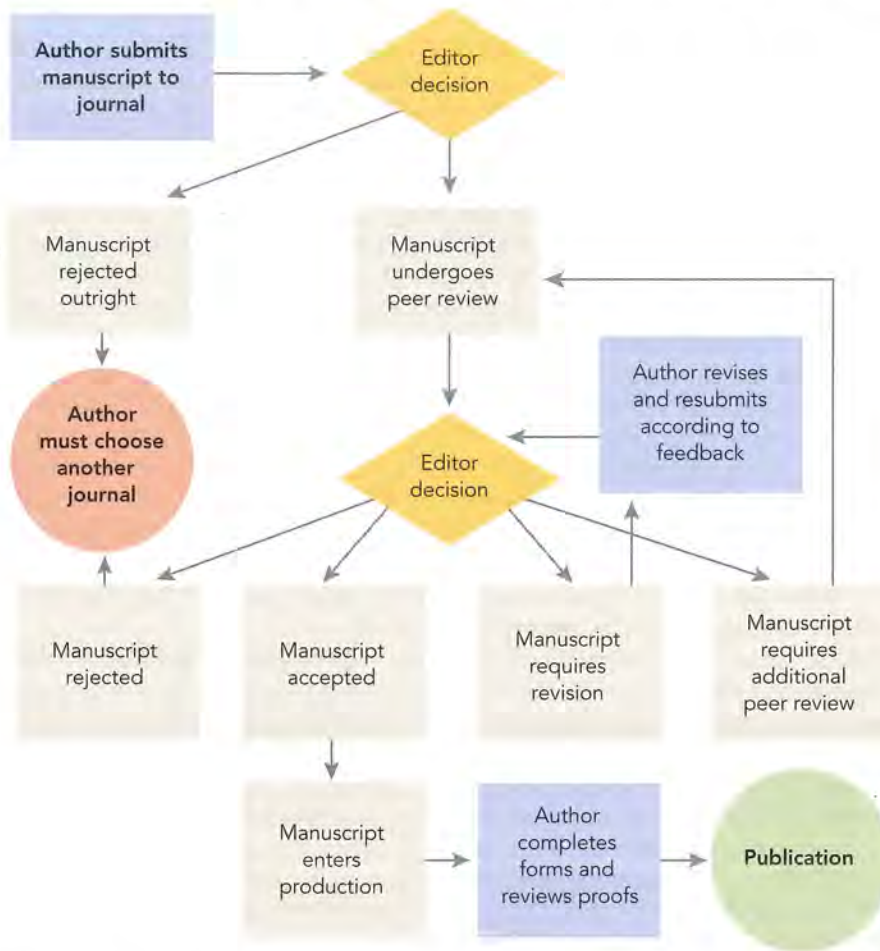 Author submits
manuscript to
journal
Editor
decision
Manuscript
rejected
outright
Manuscript
undergoes
peer review
Author
must choose
another
journal
Author revises
and resubmits
according to
feedback
Editor
decision
Manuscript
rejected
Manuscript
accepted
Manuscript
requires
revision
Manuscript
requires
additional
peer review
Manuscript
enters
production
Author
completes
forms and
reviews proofs
Publication